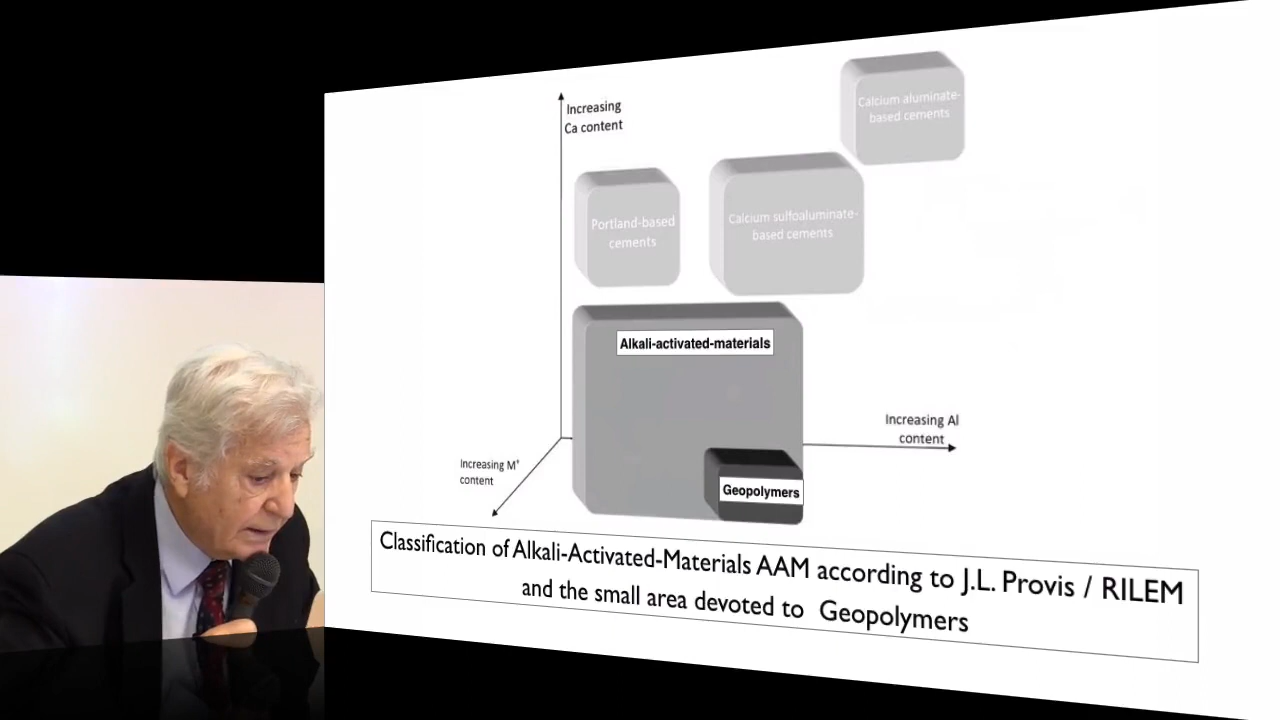 Increasing
Ca content
Calcium aluminate-
based cements
Portland-based
cements
Calcium sulfoaluminate-
based cements
Alkali-activated-materials
Increasing Al
content
Increasing M⁺
content
Geopolymers
Classification of Alkali-Activated-Materials AAM according to J.L. Provis / RILEM
and the small area devoted to Geopolymers